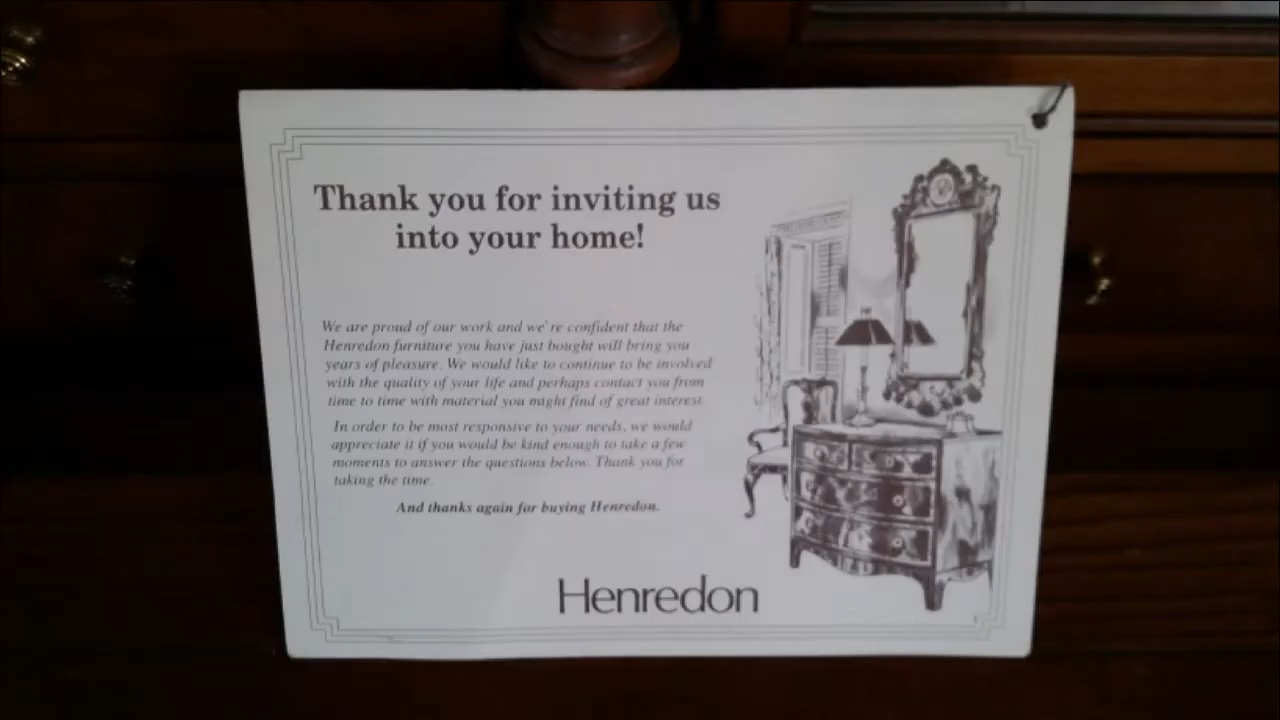 Thank you for inviting us
into your home!
We are proud of our work and we're confident that the
Henredon furniture you have just bought will bring you
years of pleasure. We would like to continue to be involved
with the quality of your life and perhaps contact you from
time to time with material you might find of great interest.
In order to be most responsive to your needs, we would
appreciate it if you would be kind enough to take a few
moments to answer the questions below. Thank you for
taking the time.
And thanks again for buying Henredon.
Henredon